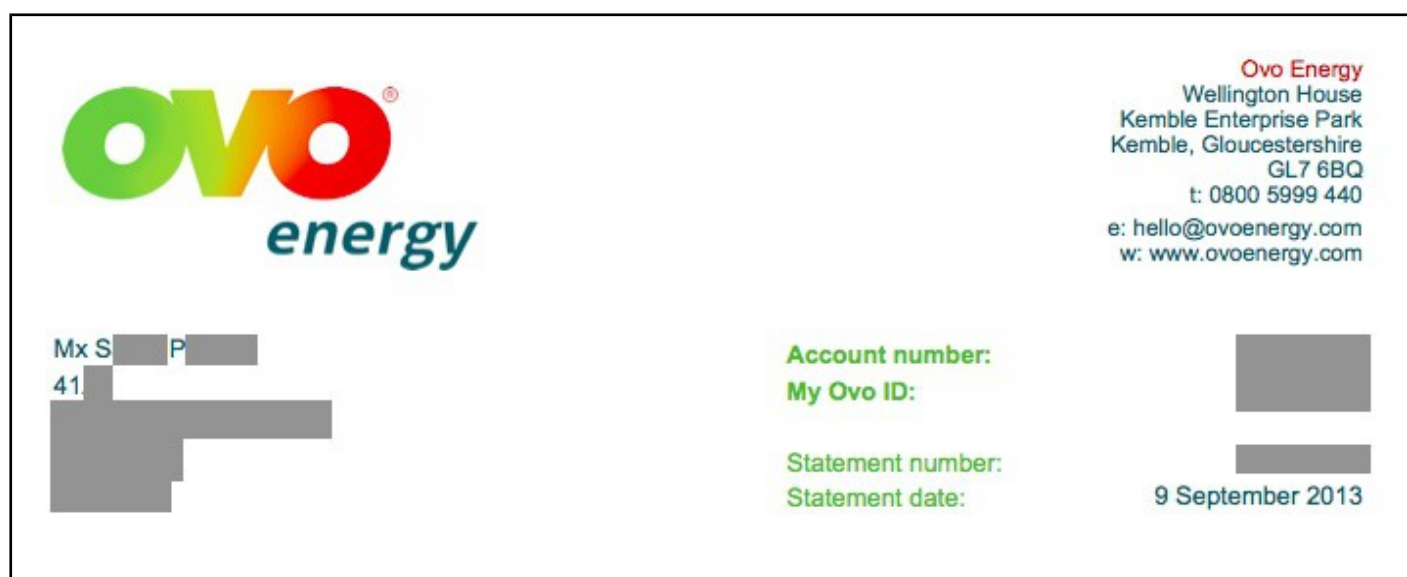 ovo®
energy
Ovo Energy
Wellington House
Kemble Enterprise Park
Kemble, Gloucestershire
GL7 6BQ
t: 0800 5999 440
e: hello@ovoenergy.com
w: www.ovoenergy.com
Mx S P
41
Account number:
My Ovo ID:
Statement number:
Statement date: 9 September 2013